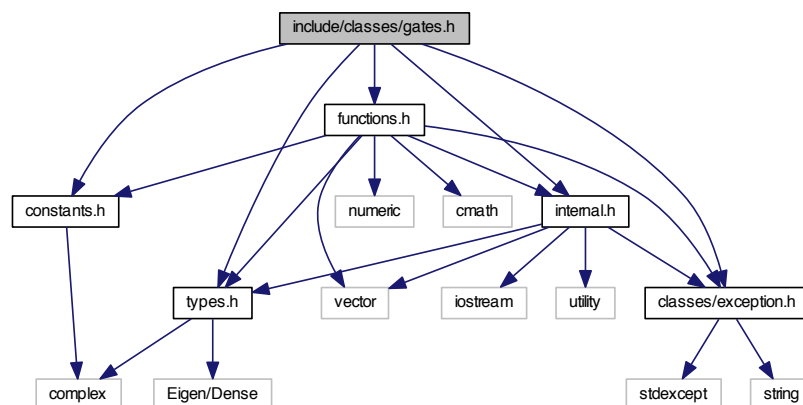 include/classes/gates.h
functions.h
constants.h
numeric
cmath
internal.h
types.h
vector
iostream
utility
classes/exception.h
complex
Eigen/Dense
stdexcept
string